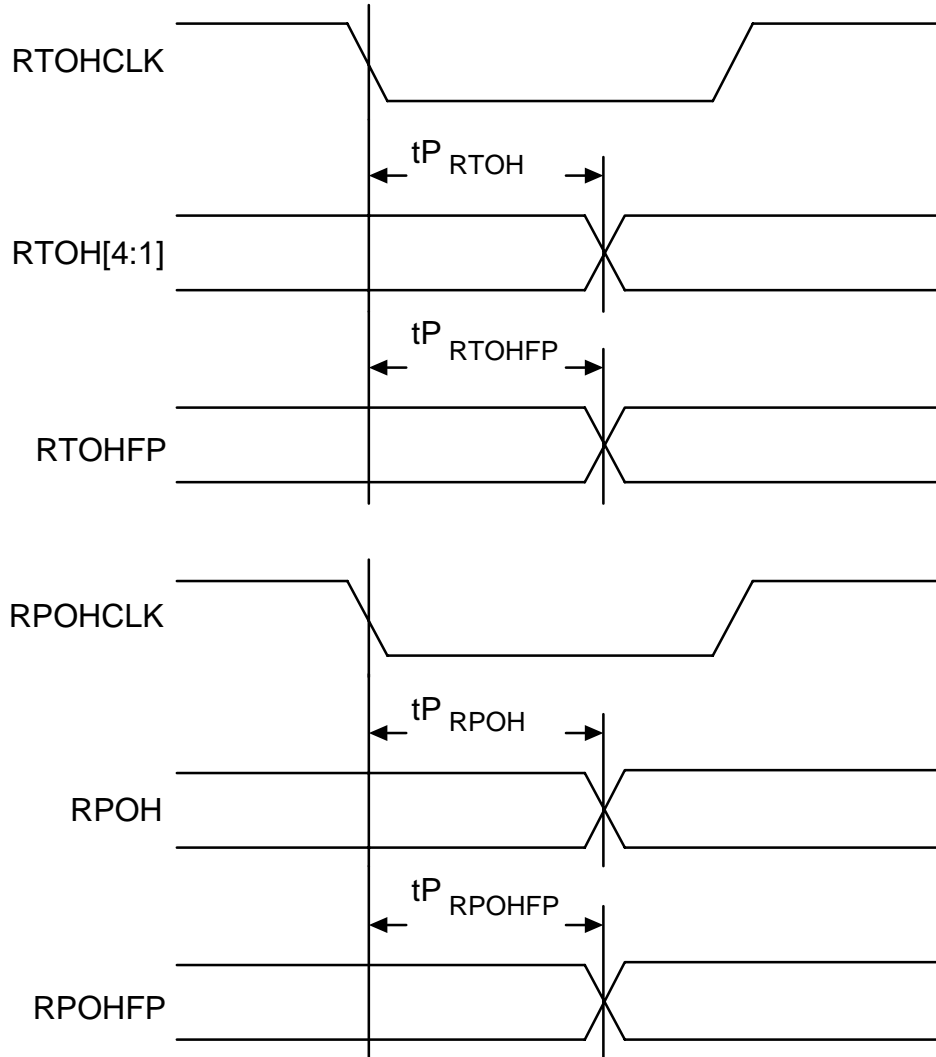 RTOHCLK
tP RTOH
RTOH[4:1]
tP RTOHFP
RTOHFP
RPOHCLK
tP RPOH
RPOH
tP RPOHFP
RPOHFP